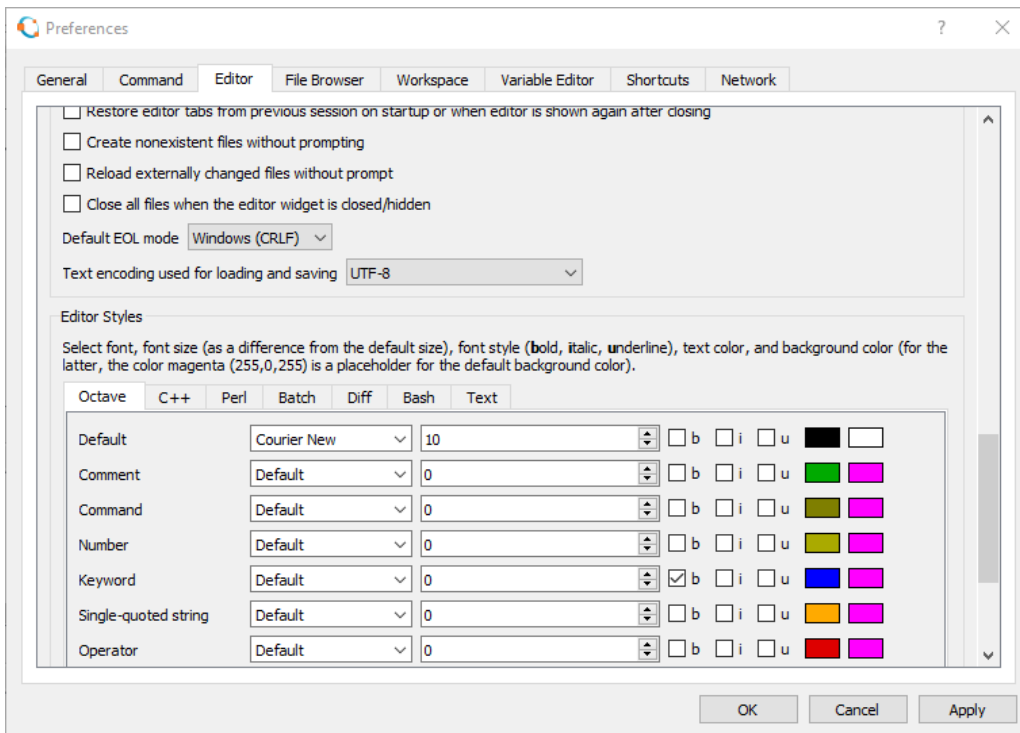 Preferences
?
General Command Editor File Browser Workspace Variable Editor Shortcuts Network
Restore editor tabs from previous session on startup or when editor is shown again after closing
Create nonexistent files without prompting
Reload externally changed files without prompt
Close all files when the editor widget is closed/hidden
Default EOL mode Windows (CRLF)
Text encoding used for loading and saving UTF-8
Editor Styles
Select font, font size (as a difference from the default size), font style (bold, italic, underline), text color, and background color (for the
latter, the color magenta (255,0,255) is a placeholder for the default background color).
Octave C++ Perl Batch Diff Bash Text
Default Courier New 10 b i u
Comment Default 0 b i u
Command Default 0 b i u
Number Default 0 b i u
Keyword Default 0 b i u
Single-quoted string Default 0 b i u
Operator Default 0 b i u
OK Cancel Apply